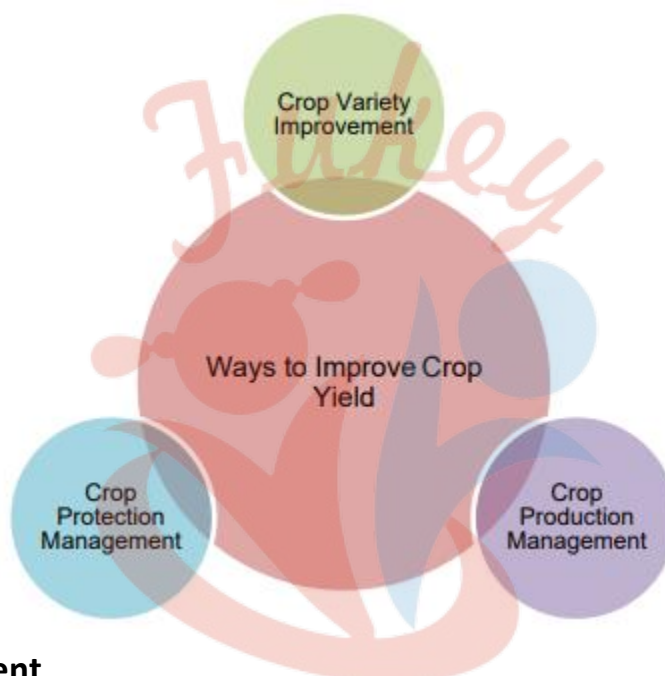 Fukey
Crop Variety
Improvement
Ways to Improve Crop
Yield
Crop
Protection
Management
Crop
Production
Management
ent